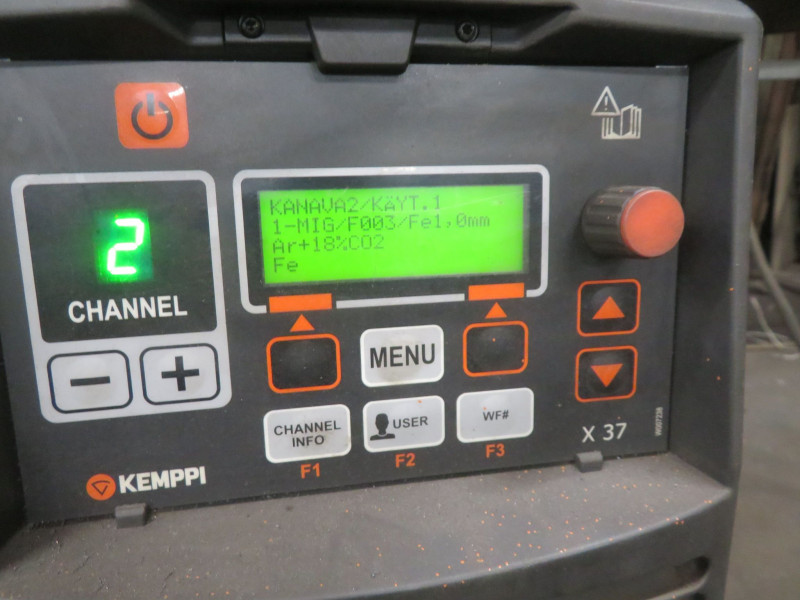 KANAVA2/KÄYT.1
1-MIG/F003/Fe1,0mm
Ar+18%CO2
Fe
2
CHANNEL
MENU
CHANNEL
INFO
USER
WF#
F1
F2
F3
X 37
KEMPPI